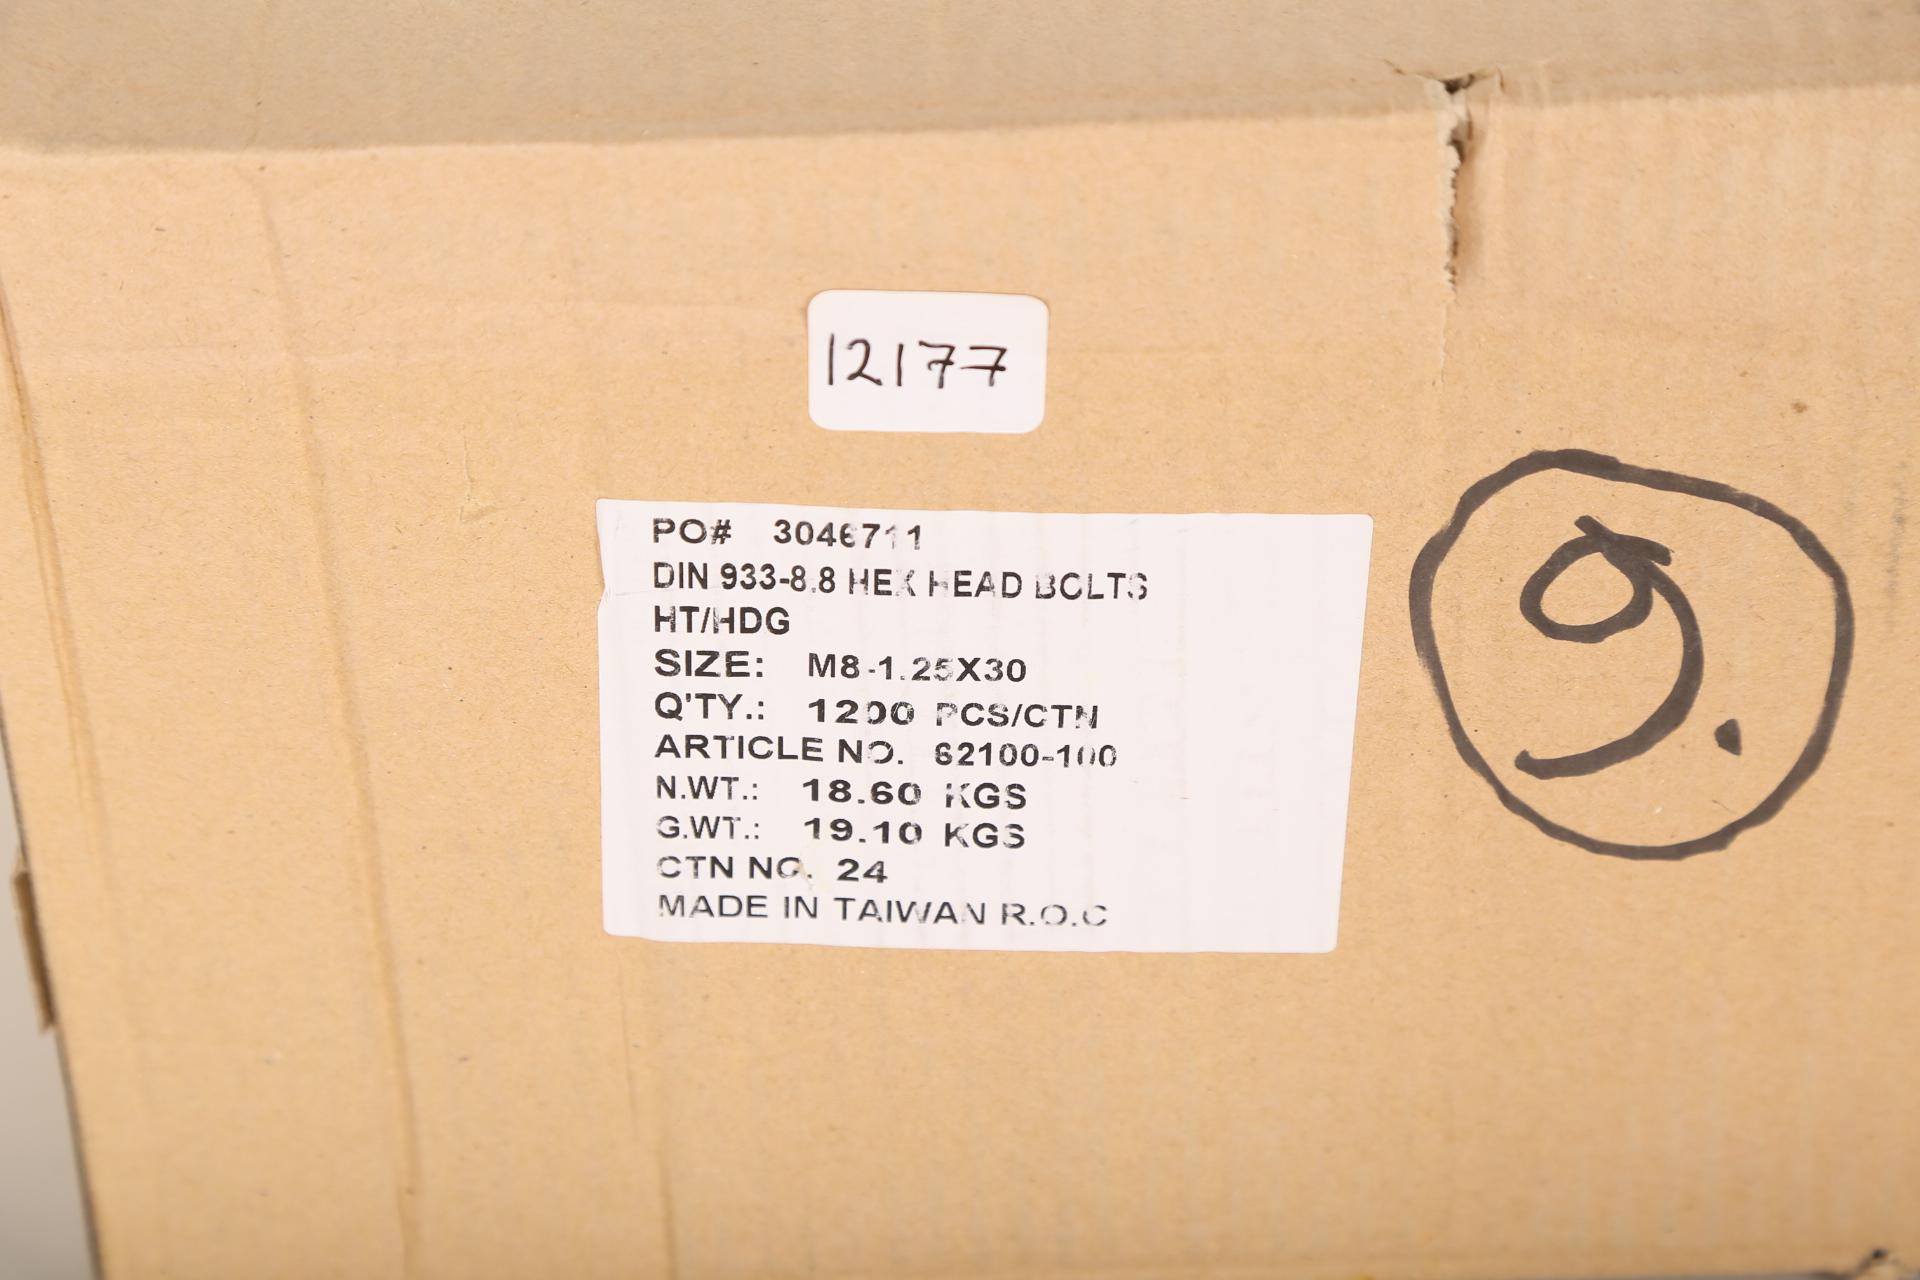 12177
PO# 3046711
DIN 933-8.8 HEX HEAD BOLTS
HT/HDG
SIZE: M8-1.25X30
Q'TY.: 1200 PCS/CTN
ARTICLE NO. 62100-100
N.WT.: 18.60 KGS
G.WT.: 19.10 KGS
CTN NO. 24
MADE IN TAIWAN R.O.C
9.